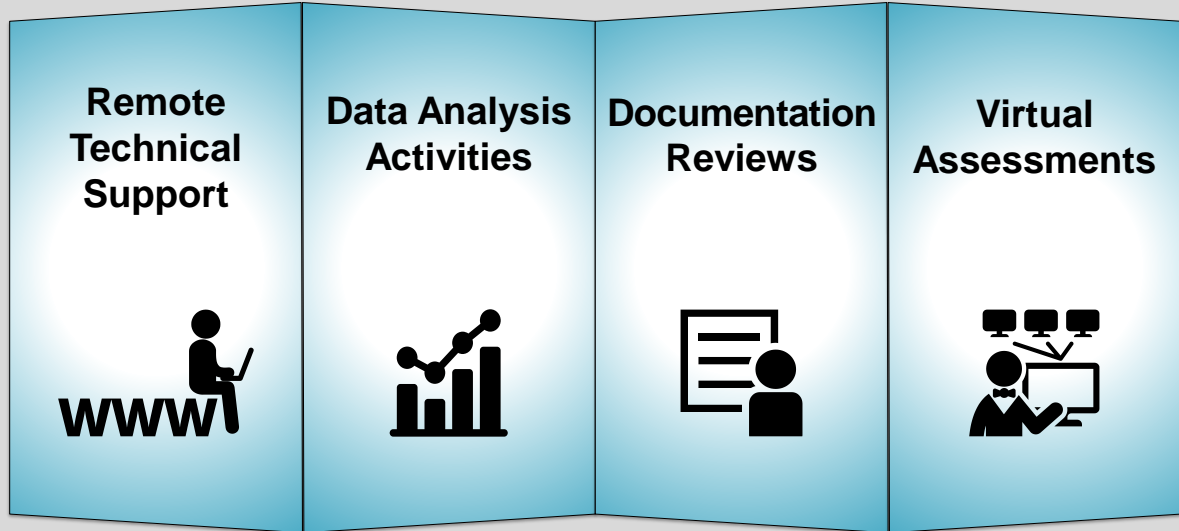 Remote
Technical
Support
Data Analysis
Activities
Documentation
Reviews
Virtual
Assessments
www